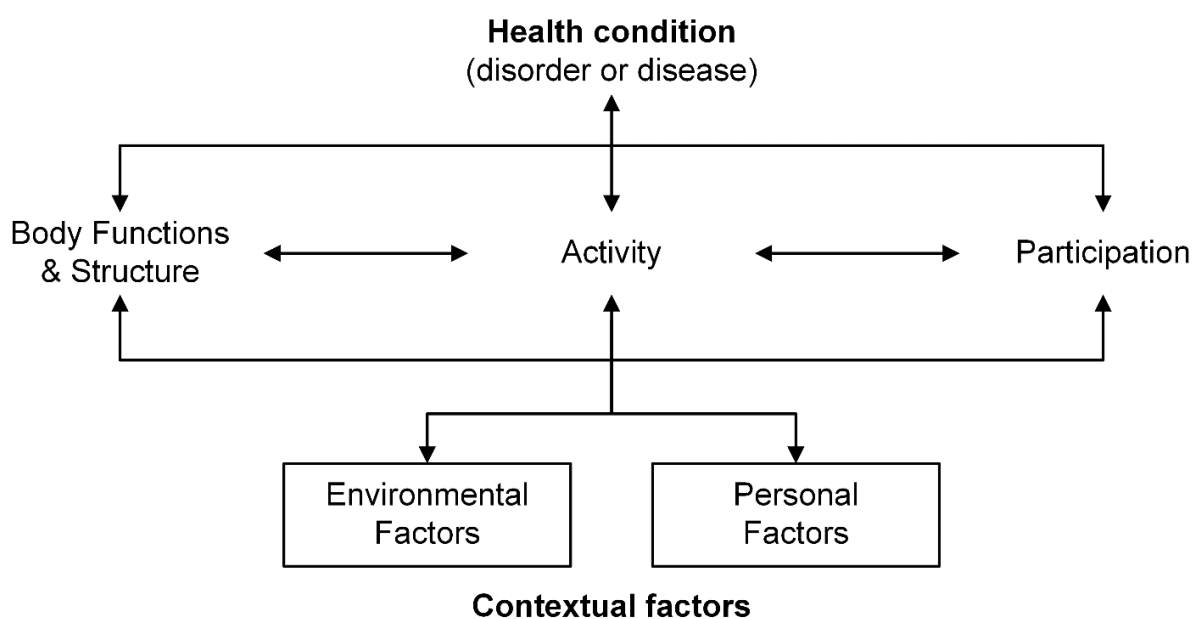 Health condition
(disorder or disease)
Body Functions
& Structure
Activity
Participation
Environmental
Factors
Personal
Factors
Contextual factors